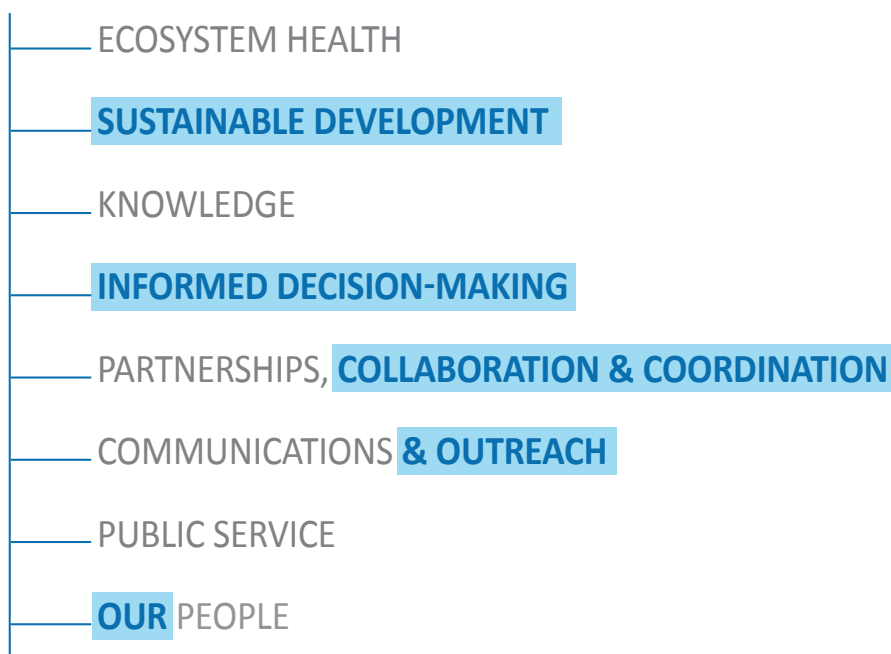 ECOSYSTEM HEALTH
SUSTAINABLE DEVELOPMENT
KNOWLEDGE
INFORMED DECISION-MAKING
PARTNERSHIPS, COLLABORATION & COORDINATION
COMMUNICATIONS & OUTREACH
PUBLIC SERVICE
OUR PEOPLE